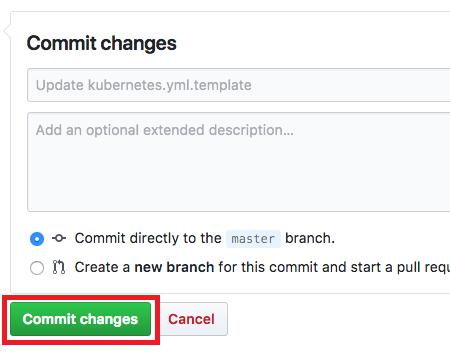 Commit changes
Update kubernetes.yml.template
Add an optional extended description...
Commit directly to the master branch.
Create a new branch for this commit and start a pull requ
Commit changes
Cancel